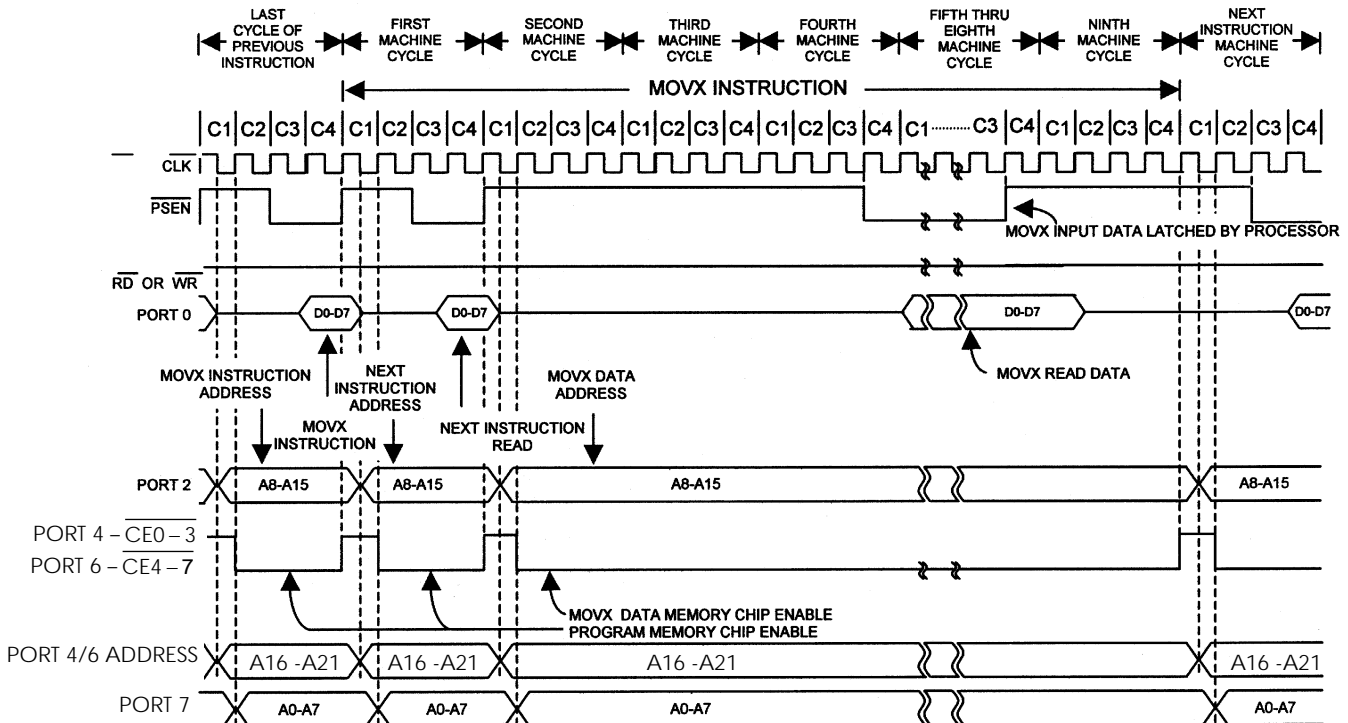 LAST CYCLE OF PREVIOUS INSTRUCTION
FIRST MACHINE CYCLE
SECOND MACHINE CYCLE
THIRD MACHINE CYCLE
FOURTH MACHINE CYCLE
FIFTH THRU EIGHTH MACHINE CYCLE
NINTH MACHINE CYCLE
NEXT INSTRUCTION MACHINE CYCLE
MOVX INSTRUCTION
C1 C2 C3 C4 C1 C2 C3 C4 C1 C2 C3 C4 C1 C2 C3 C4 C1 C2 C3 C4 C1 ......... C3 C4 C1 C2 C3 C4 C1 C2 C3 C4
CLK
PSEN
MOVX INPUT DATA LATCHED BY PROCESSOR
RD OR WR
PORT 0
D0-D7
D0-D7
D0-D7
D0-D7
MOVX INSTRUCTION ADDRESS
NEXT INSTRUCTION ADDRESS
MOVX DATA ADDRESS
MOVX READ DATA
MOVX INSTRUCTION
NEXT INSTRUCTION READ
PORT 2
A8-A15
A8-A15
A8-A15
A8-A15
PORT 4 – CE0 – 3
PORT 6 – CE4 – 7
MOVX DATA MEMORY CHIP ENABLE
PROGRAM MEMORY CHIP ENABLE
PORT 4/6 ADDRESS
A16 -A21
A16 -A21
A16 -A21
A16 -A21
PORT 7
A0-A7
A0-A7
A0-A7
A0-A7